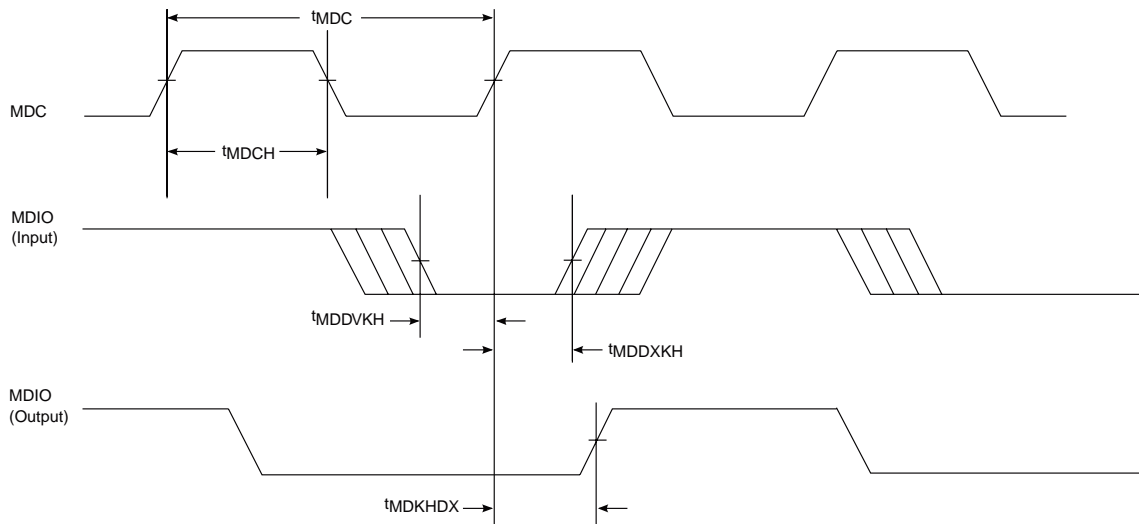 tMDC
MDC
tMDCH
MDIO
(Input)
tMDDVKH
tMDDXKH
MDIO
(Output)
tMDKHDX